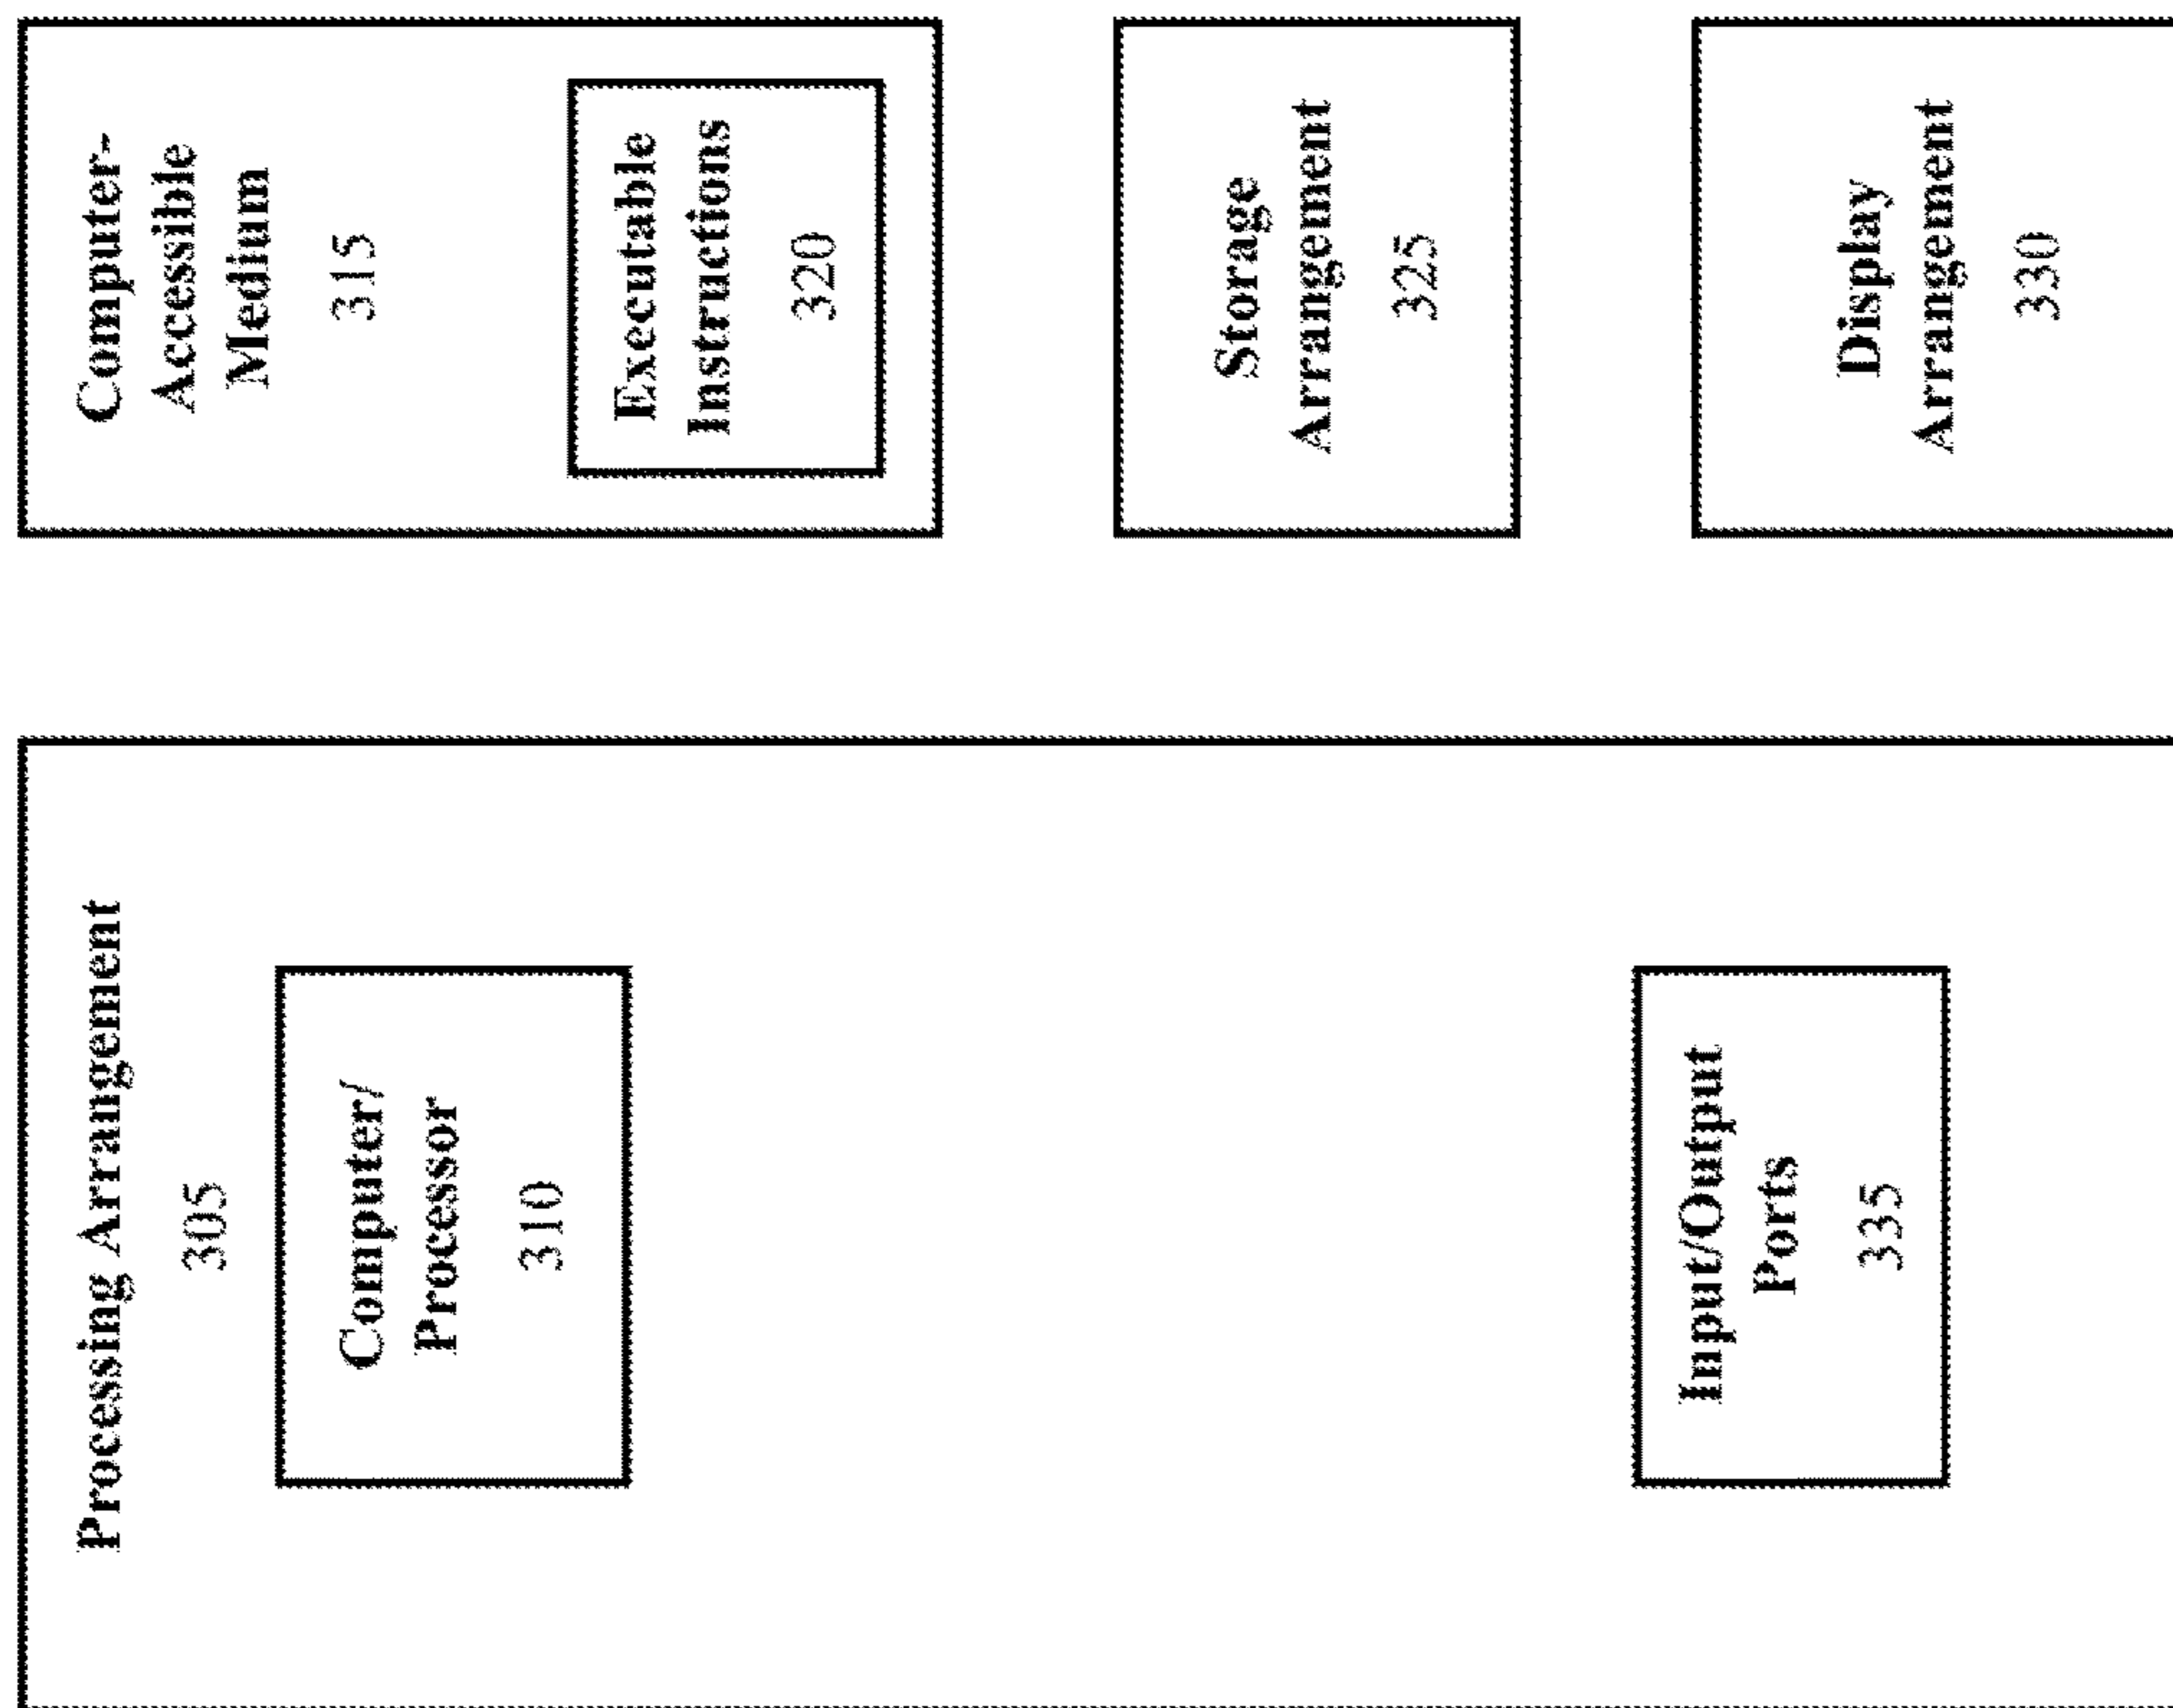 Processing Arrangement
305
Computer/
Processor
310
Input/Output
Ports
335
Computer-
Accessible
Medium
315
Executable
Instructions
320
Storage
Arrangement
325
Display
Arrangement
330